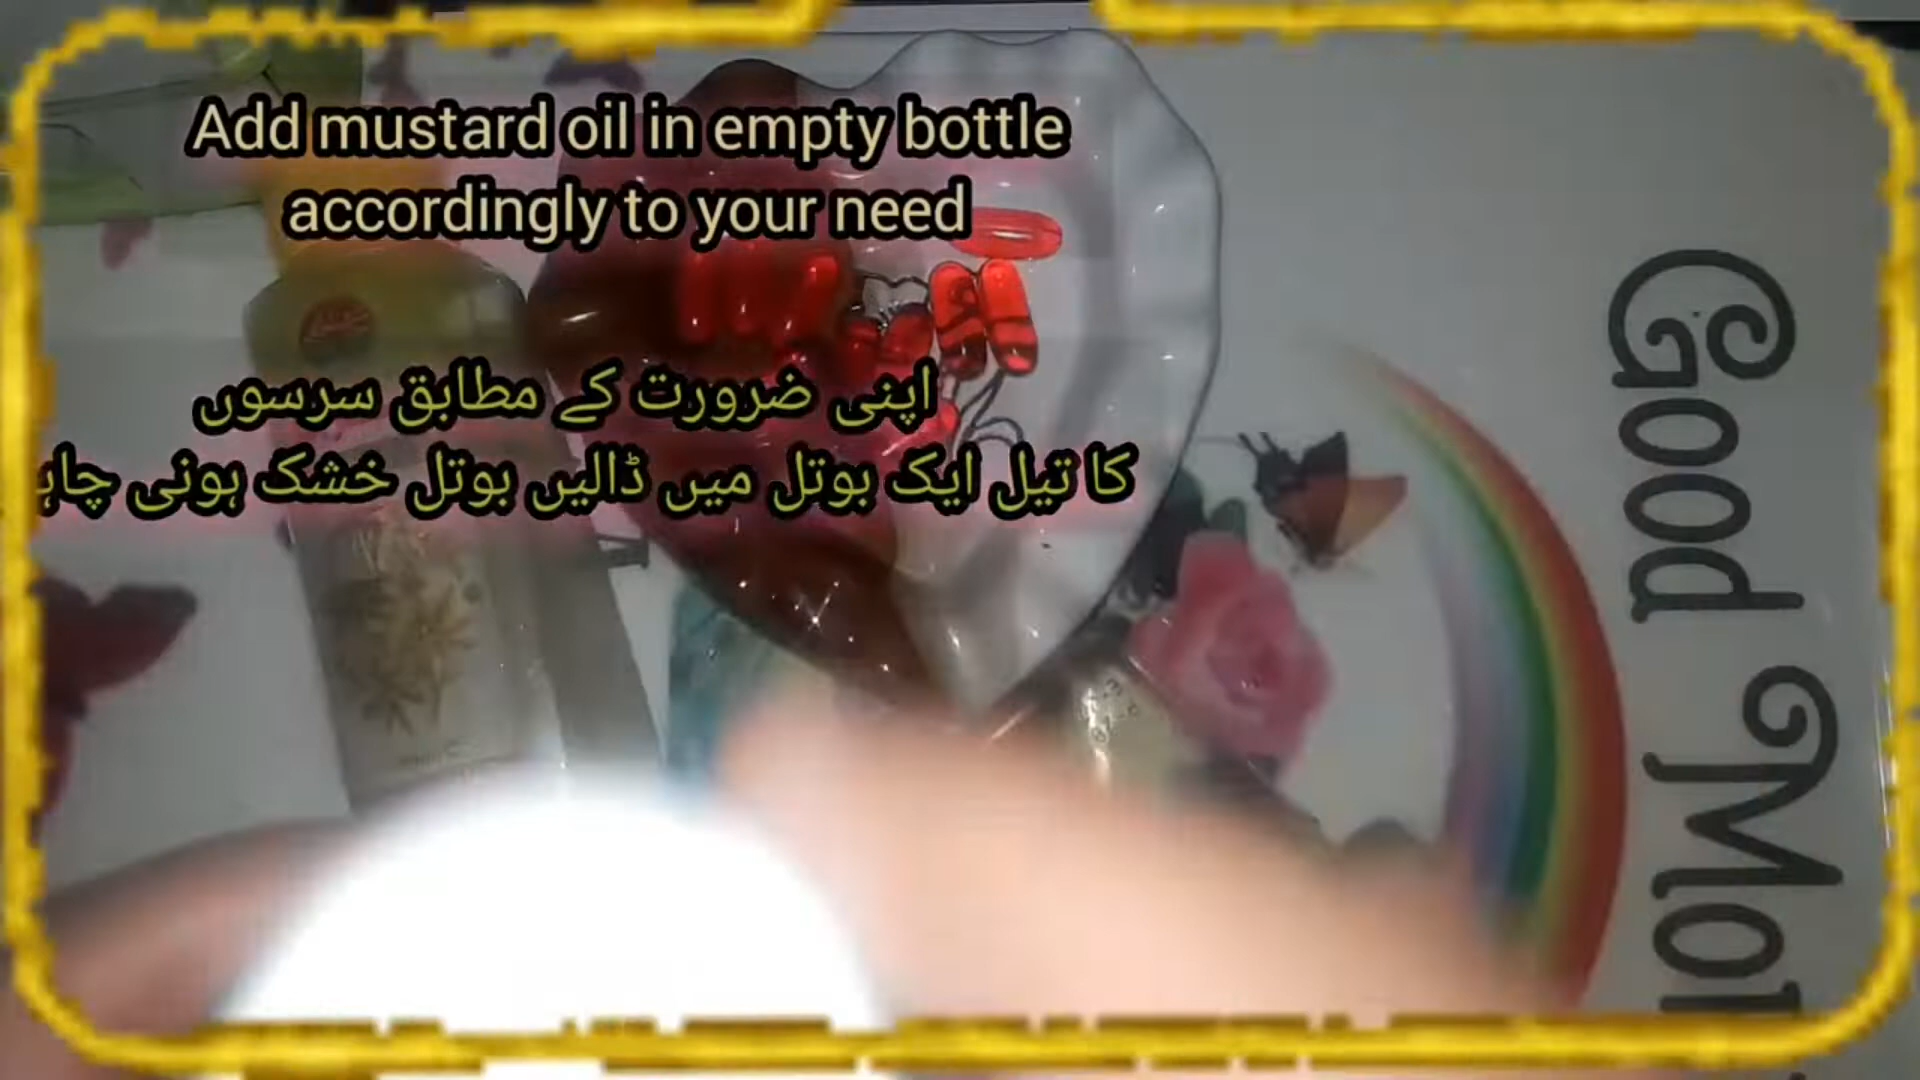 Add mustard oil in empty bottle
accordingly to your need
اپنی ضرورت کے مطابق سرسوں
کا تیل ایک بوتل میں ڈالیں بوتل خشک ہونی
Good